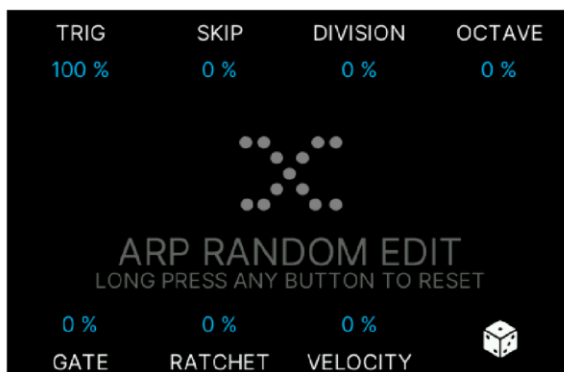 TRIG SKIP DIVISION OCTAVE
100 % 0 % 0 % 0 %
ARP RANDOM EDIT
LONG PRESS ANY BUTTON TO RESET
0 % 0 % 0 %
GATE RATCHET VELOCITY